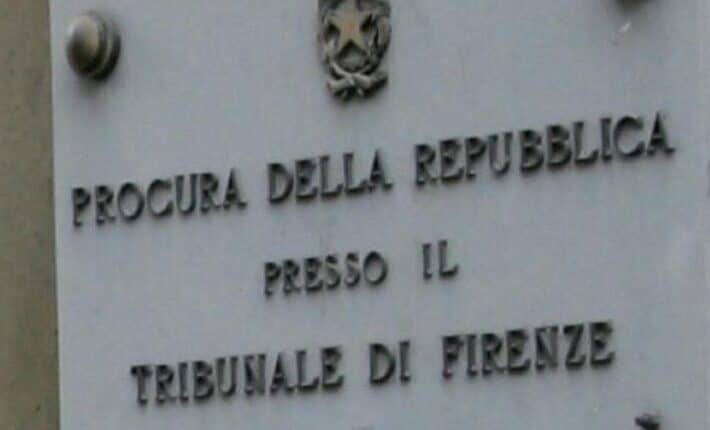 PROCURA DELLA REPUBBLICA
PRESSO IL
TRIBUNALE DI FIRENZE